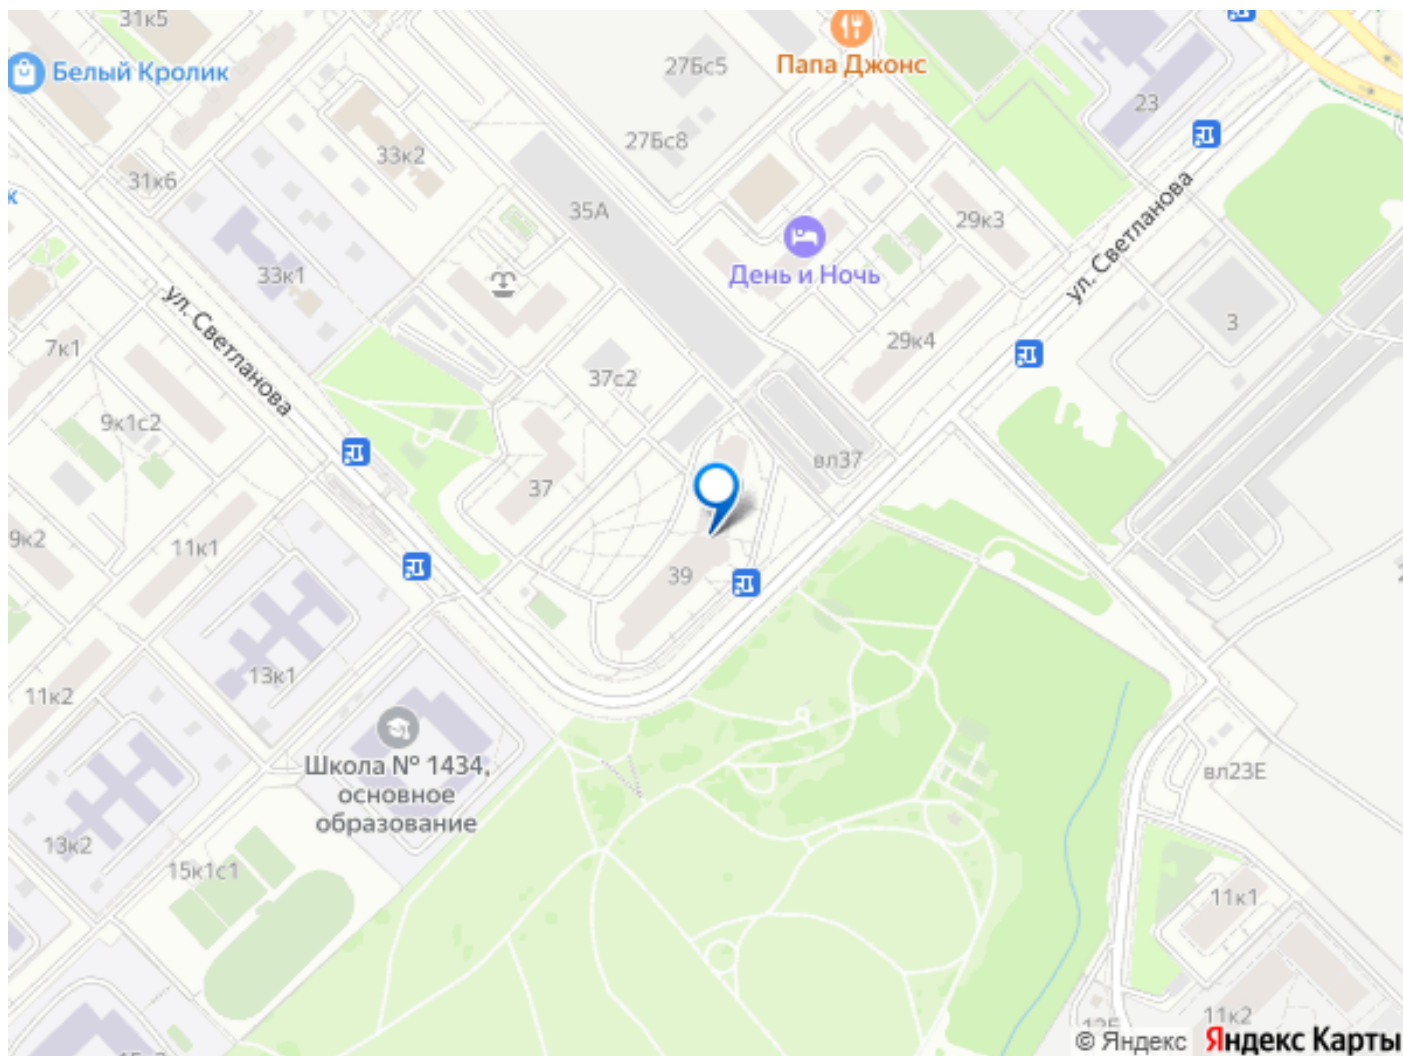 31к5
Белый Кролик
27Бс5
Папа Джонс
23
27Бс8
33к2
31к6
35А
29к3
ул. Светланова
День и Ночь
33к1
ул. Светланова
3
7к1
29к4
37с2
9к1с2
вл37
37
9к2
11к1
39
13к1
11к2
Школа № 1434,
основное
образование
вл23Е
13к2
15к1с1
11к1
11к2
© Яндекс
Яндекс Карты